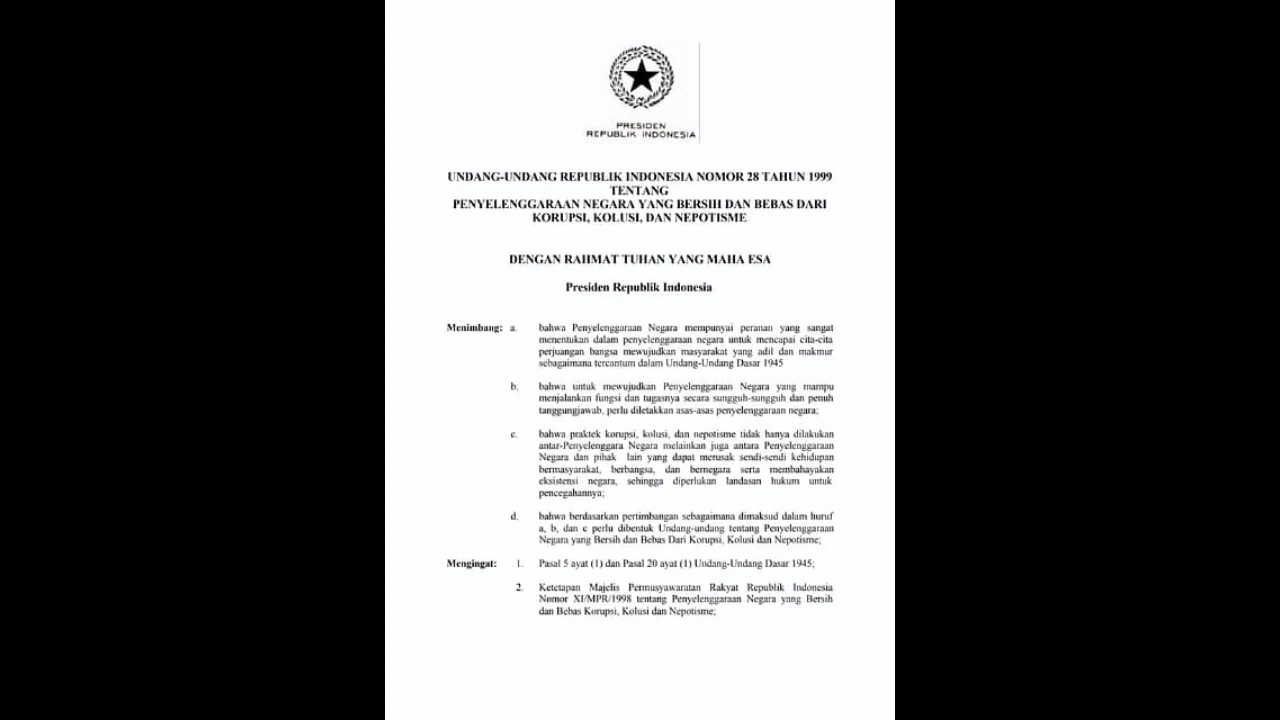 PRESIDEN
REPUBLIK INDONESIA
UNDANG-UNDANG REPUBLIK INDONESIA NOMOR 28 TAHUN 1999
TENTANG
PENYELENGGARAAN NEGARA YANG BERSIH DAN BEBAS DARI
KORUPSI, KOLUSI, DAN NEPOTISME
DENGAN RAHMAT TUHAN YANG MAHA ESA
Presiden Republik Indonesia
Menimbang: a. bahwa Penyelenggaraan Negara mempunyai peranan yang sangat
menentukan dalam penyelenggaraan negara untuk mencapai cita-cita
perjuangan bangsa mewujudkan masyarakat yang adil dan makmur
sebagaimana tercantum dalam Undang-Undang Dasar 1945
b. bahwa untuk mewujudkan Penyelenggaraan Negara yang mampu
menjalankan fungsi dan tugasnya secara sungguh-sungguh dan penuh
tanggungjawab, perlu diletakkan asas-asas penyelenggaraan negara;
c. bahwa praktek korupsi, kolusi, dan nepotisme tidak hanya dilakukan
antar-Penyelenggara Negara melainkan juga antara Penyelenggaraan
Negara dan pihak lain yang dapat merusak sendi-sendi kehidupan
bermasyarakat, berbangsa, dan bernegara serta membahayakan
eksistensi negara, sehingga diperlukan landasan hukum untuk
pencegahannya;
d. bahwa berdasarkan pertimbangan sebagaimana dimaksud dalam huruf
a, b, dan c perlu dibentuk Undang-undang tentang Penyelenggaraan
Negara yang Bersih dan Bebas Dari Korupsi, Kolusi dan Nepotisme;
Mengingat: 1. Pasal 5 ayat (1) dan Pasal 20 ayat (1) Undang-Undang Dasar 1945;
2. Ketetapan Majelis Permusyawaratan Rakyat Republik Indonesia
Nomor XI/MPR/1998 tentang Penyelenggaraan Negara yang Bersih
dan Bebas Korupsi, Kolusi dan Nepotisme;